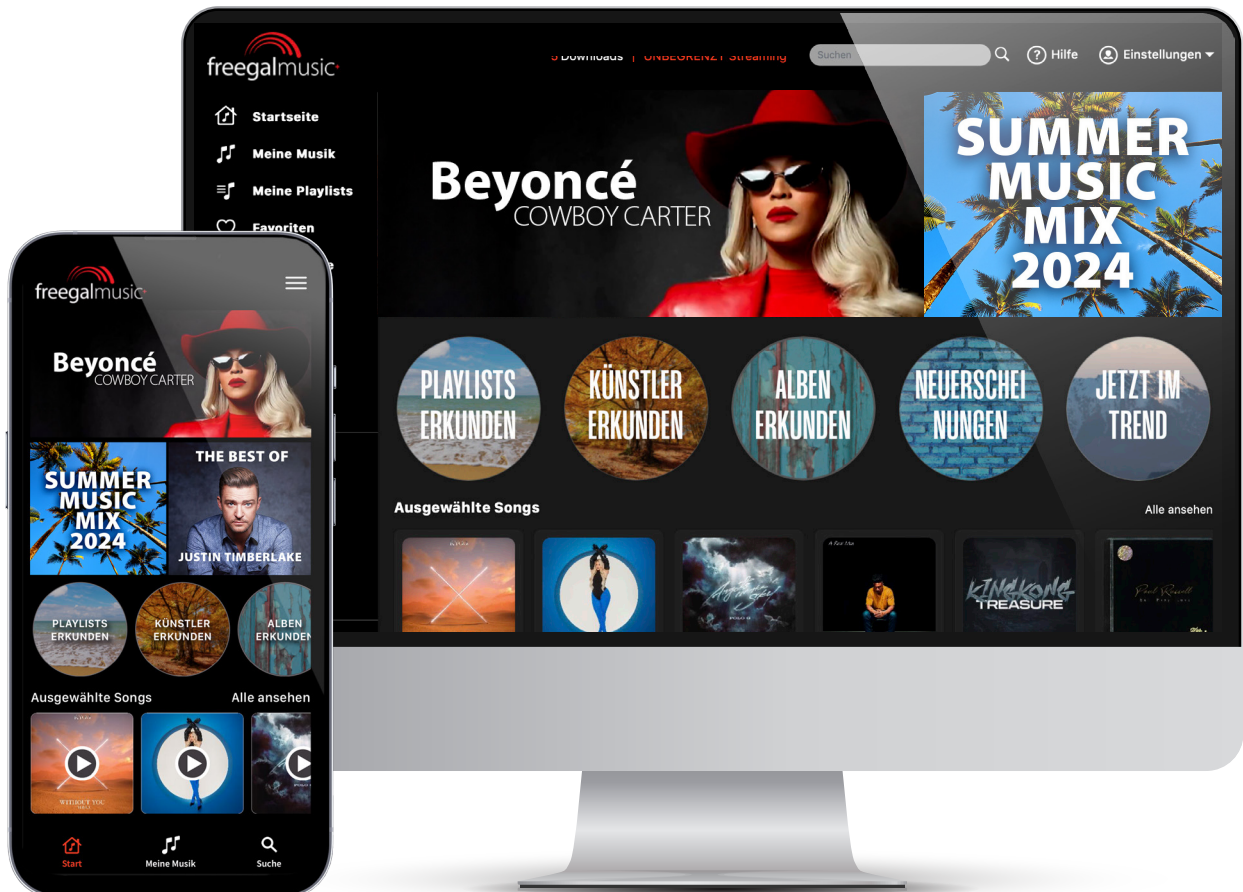 freegalmusic
5 Downloads | UNBEGRENZT Streaming
Suchen
Hilfe
Einstellungen
Startseite
Meine Musik
Meine Playlists
Favoriten
Beyoncé
COWBOY CARTER
SUMMER
MUSIC
MIX
2024
PLAYLISTS
ERKUNDEN
KÜNSTLER
ERKUNDEN
ALBEN
ERKUNDEN
NEUERSCHEI
NUNGEN
JETZT IM
TREND
Ausgewählte Songs
Alle ansehen
POLO G
KINGKONG
TREASURE
Paul Russell
freegalmusic
Beyoncé
COWBOY CARTER
SUMMER
MUSIC
MIX
2024
THE BEST OF
JUSTIN TIMBERLAKE
PLAYLISTS
ERKUNDEN
KÜNSTLER
ERKUNDEN
ALBEN
ERKUNDEN
Ausgewählte Songs
Alle ansehen
WITHOUT YOU
Start
Meine Musik
Suche